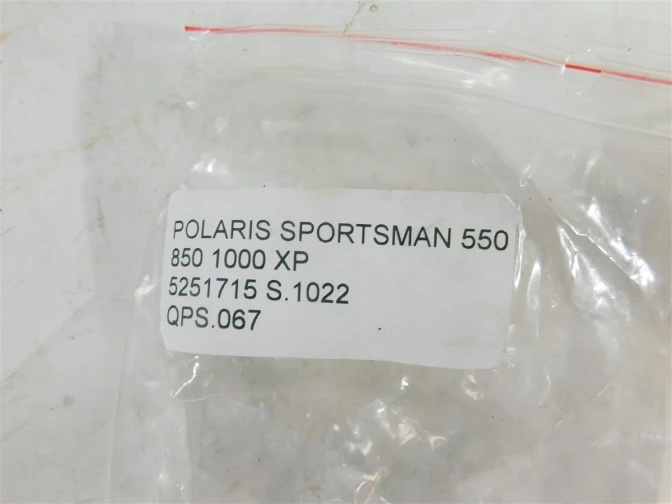 POLARIS SPORTSMAN 550
850 1000 XP
5251715 S.1022
QPS.067